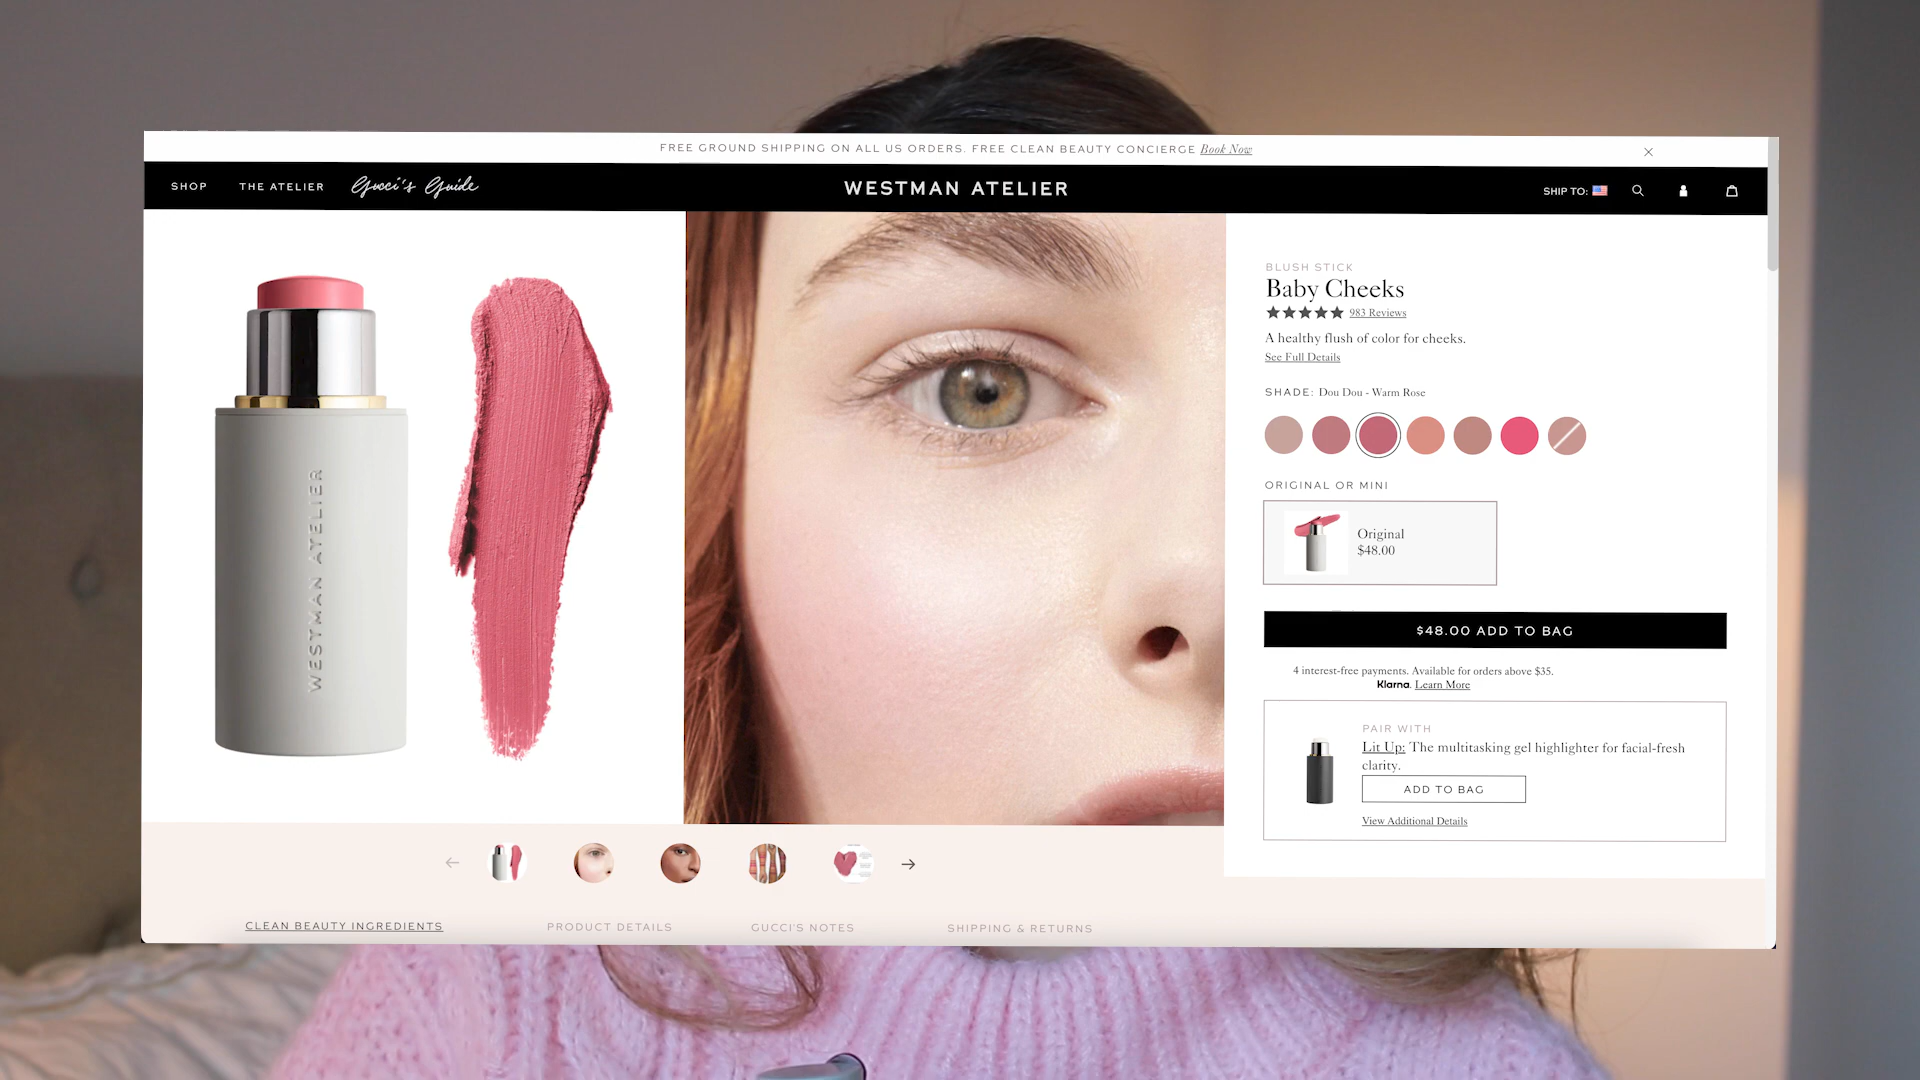 FREE GROUND SHIPPING ON ALL US ORDERS. FREE CLEAN BEAUTY CONCIERGE Book Now
SHOP
THE ATELIER
Gucci's Guide
WESTMAN ATELIER
SHIP TO:
WESTMAN ATELIER
BLUSH STICK
Baby Cheeks
983 Reviews
A healthy flush of color for cheeks.
See Full Details
SHADE: Dou Dou - Warm Rose
ORIGINAL OR MINI
Original
$48.00
$48.00 ADD TO BAG
4 interest-free payments. Available for orders above $35.
Klarna. Learn More
PAIR WITH
Lit Up: The multitasking gel highlighter for facial-fresh
clarity.
ADD TO BAG
View Additional Details
CLEAN BEAUTY INGREDIENTS
PRODUCT DETAILS
GUCCI'S NOTES
SHIPPING & RETURNS